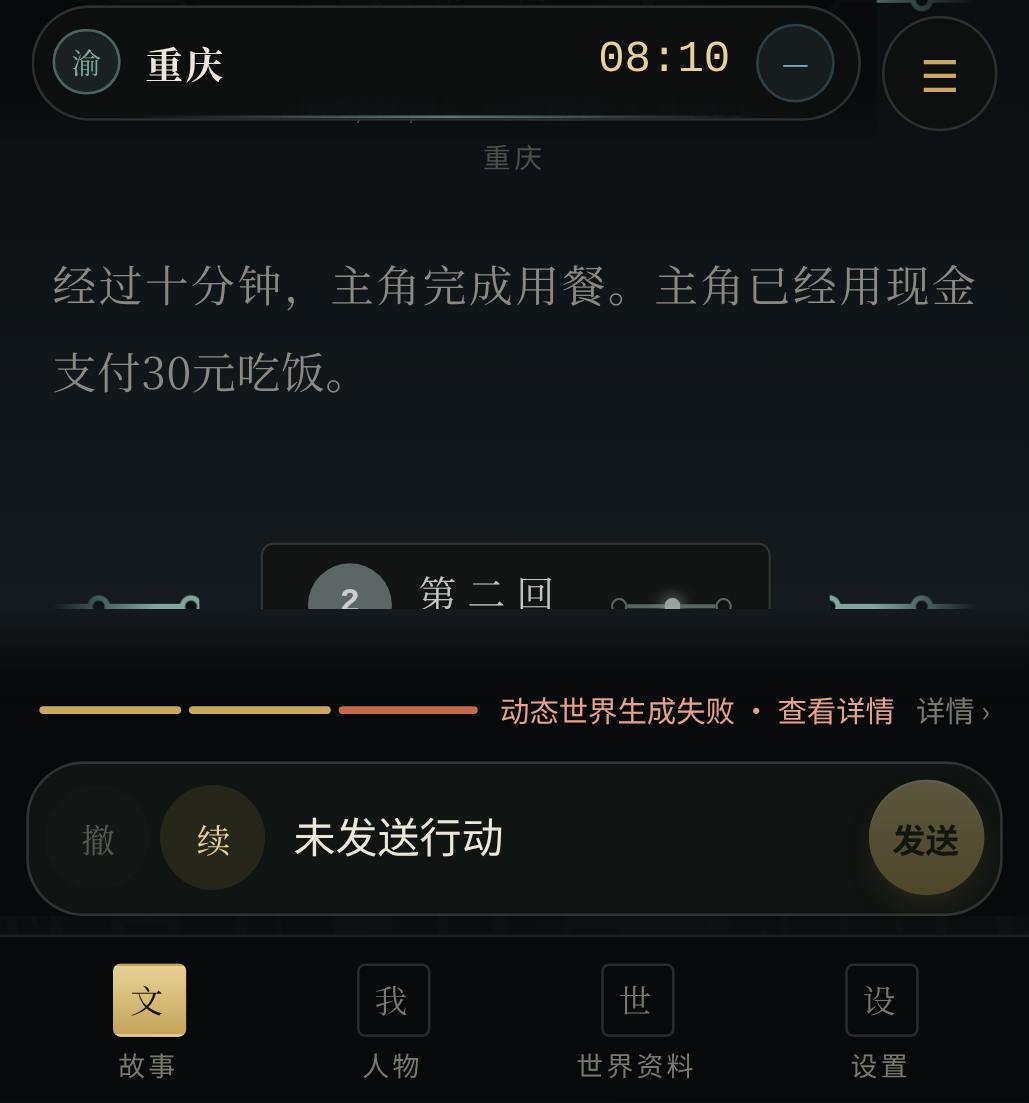 渝 重庆 08:10 — ☰
重庆
经过十分钟，主角完成用餐。主角已经用现金
支付30元吃饭。
2 第二回
动态世界生成失败 · 查看详情 详情 ›
撤 续 未发送行动 发送
文 我 世 设
故事 人物 世界资料 设置